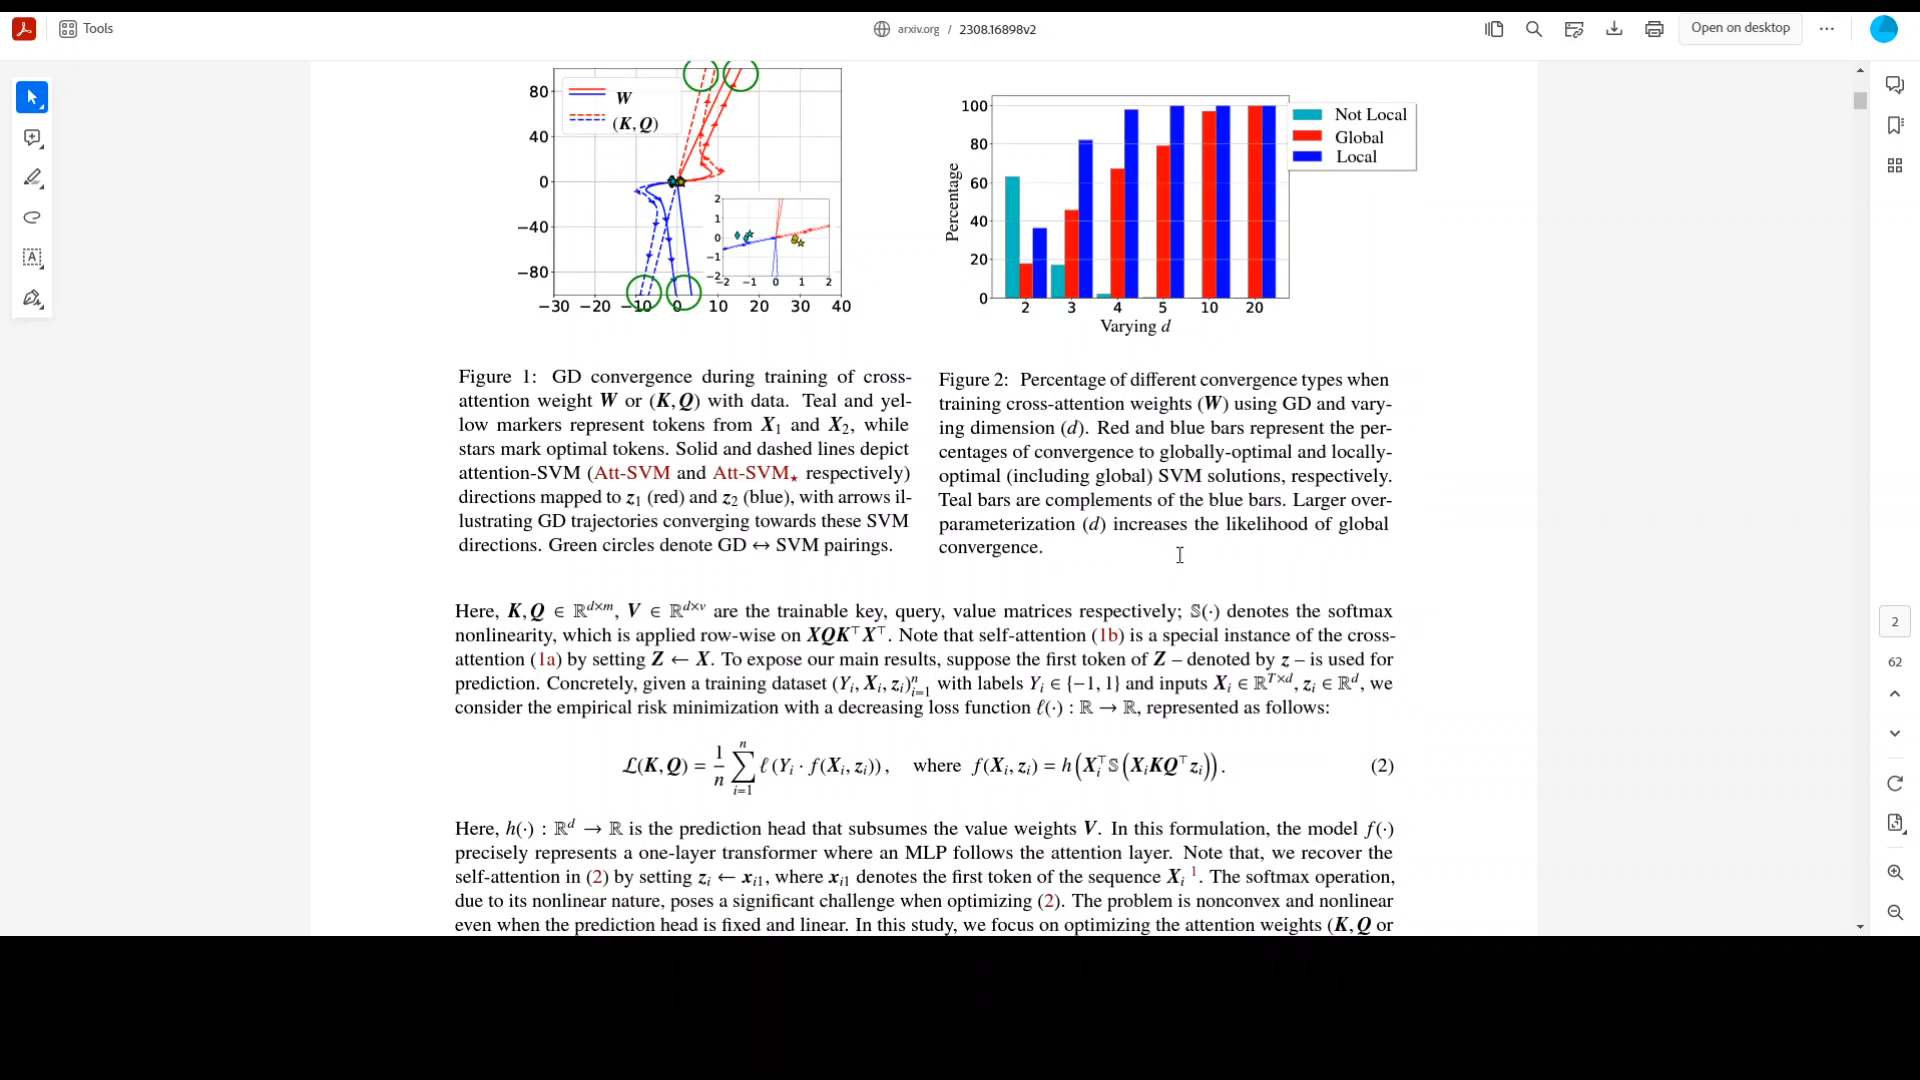 Tools
arxiv.org / 2308.16898v2
Open on desktop
80
40
0
−40
−80
W
(K, Q)
2
1
0
−1
−2
−2 −1 0 1 2
−30 −20 −10 0 10 20 30 40
100
80
60
40
20
0
Percentage
2 3 4 5 10 20
Varying d
Not Local
Global
Local
Figure 1: GD convergence during training of cross-
attention weight W or (K, Q) with data. Teal and yel-
low markers represent tokens from X₁ and X₂, while
stars mark optimal tokens. Solid and dashed lines depict
attention-SVM (Att-SVM and Att-SVM⋆ respectively)
directions mapped to z₁ (red) and z₂ (blue), with arrows il-
lustrating GD trajectories converging towards these SVM
directions. Green circles denote GD ↔ SVM pairings.
Figure 2: Percentage of different convergence types when
training cross-attention weights (W) using GD and vary-
ing dimension (d). Red and blue bars represent the per-
centages of convergence to globally-optimal and locally-
optimal (including global) SVM solutions, respectively.
Teal bars are complements of the blue bars. Larger over-
parameterization (d) increases the likelihood of global
convergence.
Here, K, Q ∈ ℝ^{d×m}, V ∈ ℝ^{d×v} are the trainable key, query, value matrices respectively; 𝕊(·) denotes the softmax
nonlinearity, which is applied row-wise on XQK⊤X⊤. Note that self-attention (1b) is a special instance of the cross-
attention (1a) by setting Z ← X. To expose our main results, suppose the first token of Z – denoted by z – is used for
prediction. Concretely, given a training dataset (Yᵢ, Xᵢ, zᵢ)ⁿᵢ₌₁ with labels Yᵢ ∈ {−1, 1} and inputs Xᵢ ∈ ℝ^{T×d}, zᵢ ∈ ℝ^d, we
consider the empirical risk minimization with a decreasing loss function ℓ(·) : ℝ → ℝ, represented as follows:
ℒ(K, Q) = 1/n ∑ⁿᵢ₌₁ ℓ (Yᵢ · f(Xᵢ, zᵢ)), where f(Xᵢ, zᵢ) = h(Xᵢ⊤𝕊(XᵢKQ⊤zᵢ)). (2)
Here, h(·) : ℝ^d → ℝ is the prediction head that subsumes the value weights V. In this formulation, the model f(·)
precisely represents a one-layer transformer where an MLP follows the attention layer. Note that, we recover the
self-attention in (2) by setting zᵢ ← xᵢ₁, where xᵢ₁ denotes the first token of the sequence Xᵢ ¹. The softmax operation,
due to its nonlinear nature, poses a significant challenge when optimizing (2). The problem is nonconvex and nonlinear
even when the prediction head is fixed and linear. In this study, we focus on optimizing the attention weights (K, Q or
2
62